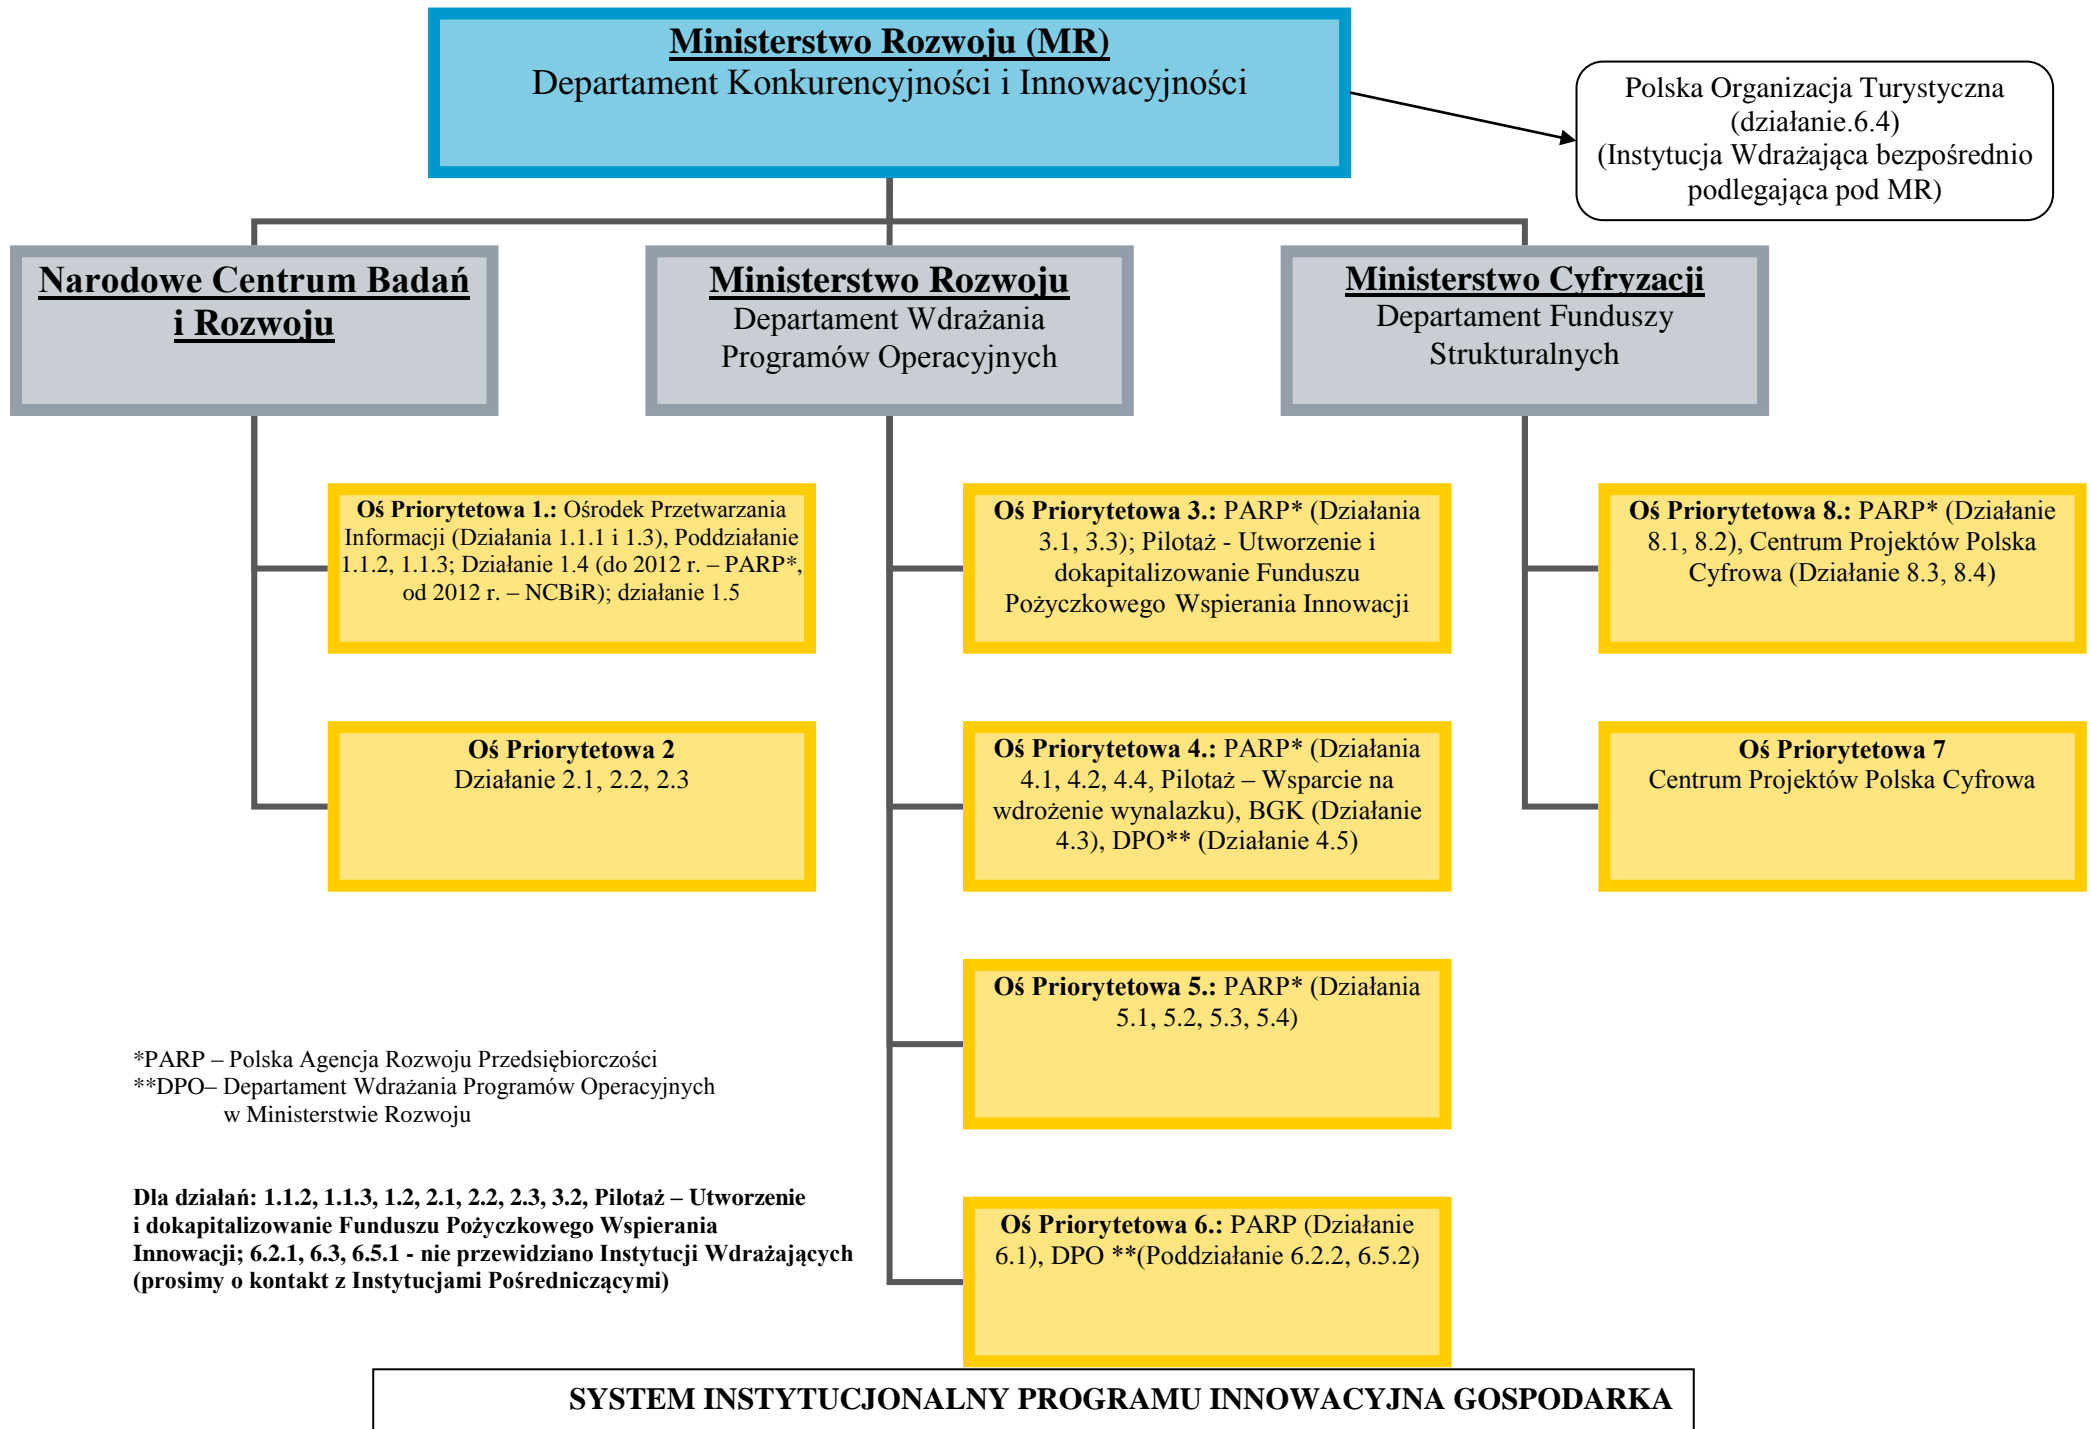 Ministerstwo Rozwoju (MR)
Departament Konkurencyjności i Innowacyjności
Polska Organizacja Turystyczna
(działanie.6.4)
(Instytucja Wdrażająca bezpośrednio
podlegająca pod MR)
Narodowe Centrum Badań
i Rozwoju
Ministerstwo Rozwoju
Departament Wdrażania
Programów Operacyjnych
Ministerstwo Cyfryzacji
Departament Funduszy
Strukturalnych
Oś Priorytetowa 1.: Ośrodek Przetwarzania
Informacji (Działania 1.1.1 i 1.3), Poddziałanie
1.1.2, 1.1.3; Działanie 1.4 (do 2012 r. – PARP*,
od 2012 r. – NCBiR); działanie 1.5
Oś Priorytetowa 3.: PARP* (Działania
3.1, 3.3); Pilotaż - Utworzenie i
dokapitalizowanie Funduszu
Pożyczkowego Wspierania Innowacji
Oś Priorytetowa 8.: PARP* (Działanie
8.1, 8.2), Centrum Projektów Polska
Cyfrowa (Działanie 8.3, 8.4)
Oś Priorytetowa 2
Działanie 2.1, 2.2, 2.3
Oś Priorytetowa 4.: PARP* (Działania
4.1, 4.2, 4.4, Pilotaż – Wsparcie na
wdrożenie wynalazku), BGK (Działanie
4.3), DPO** (Działanie 4.5)
Oś Priorytetowa 7
Centrum Projektów Polska Cyfrowa
Oś Priorytetowa 5.: PARP* (Działania
5.1, 5.2, 5.3, 5.4)
*PARP – Polska Agencja Rozwoju Przedsiębiorczości
**DPO– Departament Wdrażania Programów Operacyjnych
w Ministerstwie Rozwoju
Dla działań: 1.1.2, 1.1.3, 1.2, 2.1, 2.2, 2.3, 3.2, Pilotaż – Utworzenie
i dokapitalizowanie Funduszu Pożyczkowego Wspierania
Innowacji; 6.2.1, 6.3, 6.5.1 - nie przewidziano Instytucji Wdrażających
(prosimy o kontakt z Instytucjami Pośredniczącymi)
Oś Priorytetowa 6.: PARP (Działanie
6.1), DPO **(Poddziałanie 6.2.2, 6.5.2)
SYSTEM INSTYTUCJONALNY PROGRAMU INNOWACYJNA GOSPODARKA